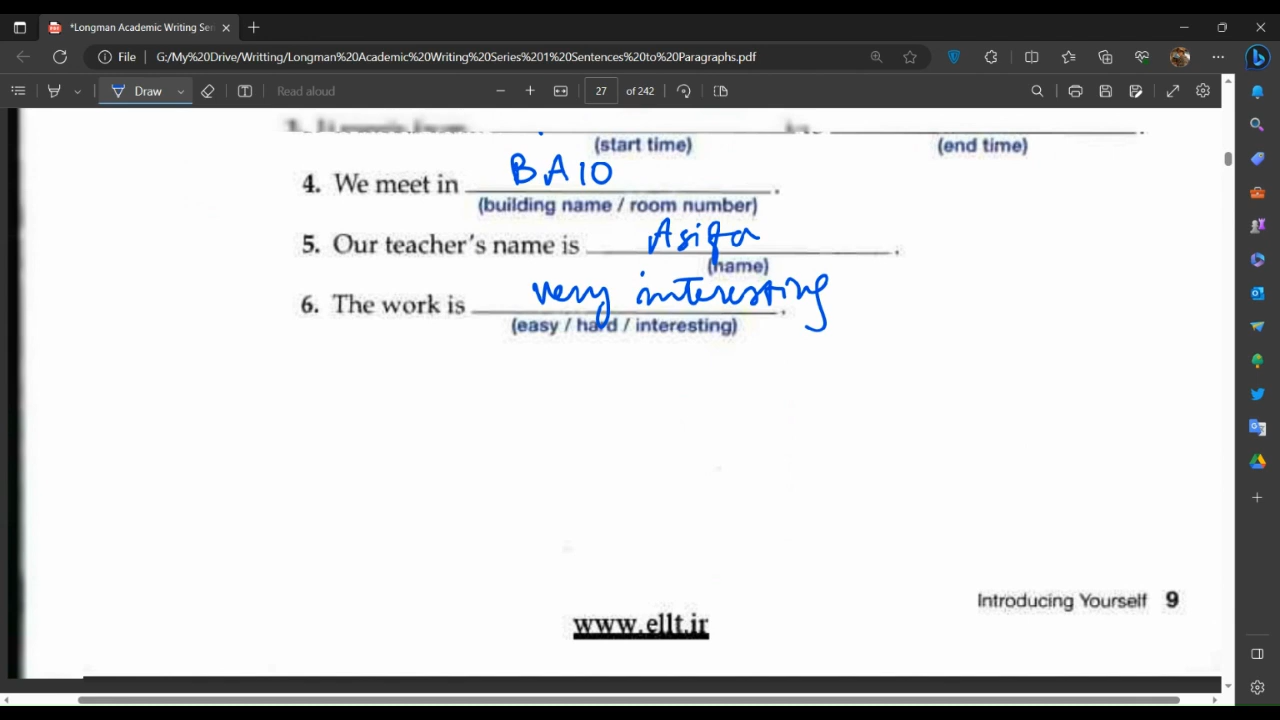 *Longman Academic Writing Ser
File G:/My%20Drive/Writting/Longman%20Academic%20Writing%20Series%201%20Sentences%20to%20Paragraphs.pdf
Draw Read aloud 27 of 242
(start time) (end time)
4. We meet in BA10.
(building name / room number)
5. Our teacher's name is Asifa.
(name)
6. The work is very interesting.
(easy / hard / interesting)
Introducing Yourself 9
www.ellt.ir